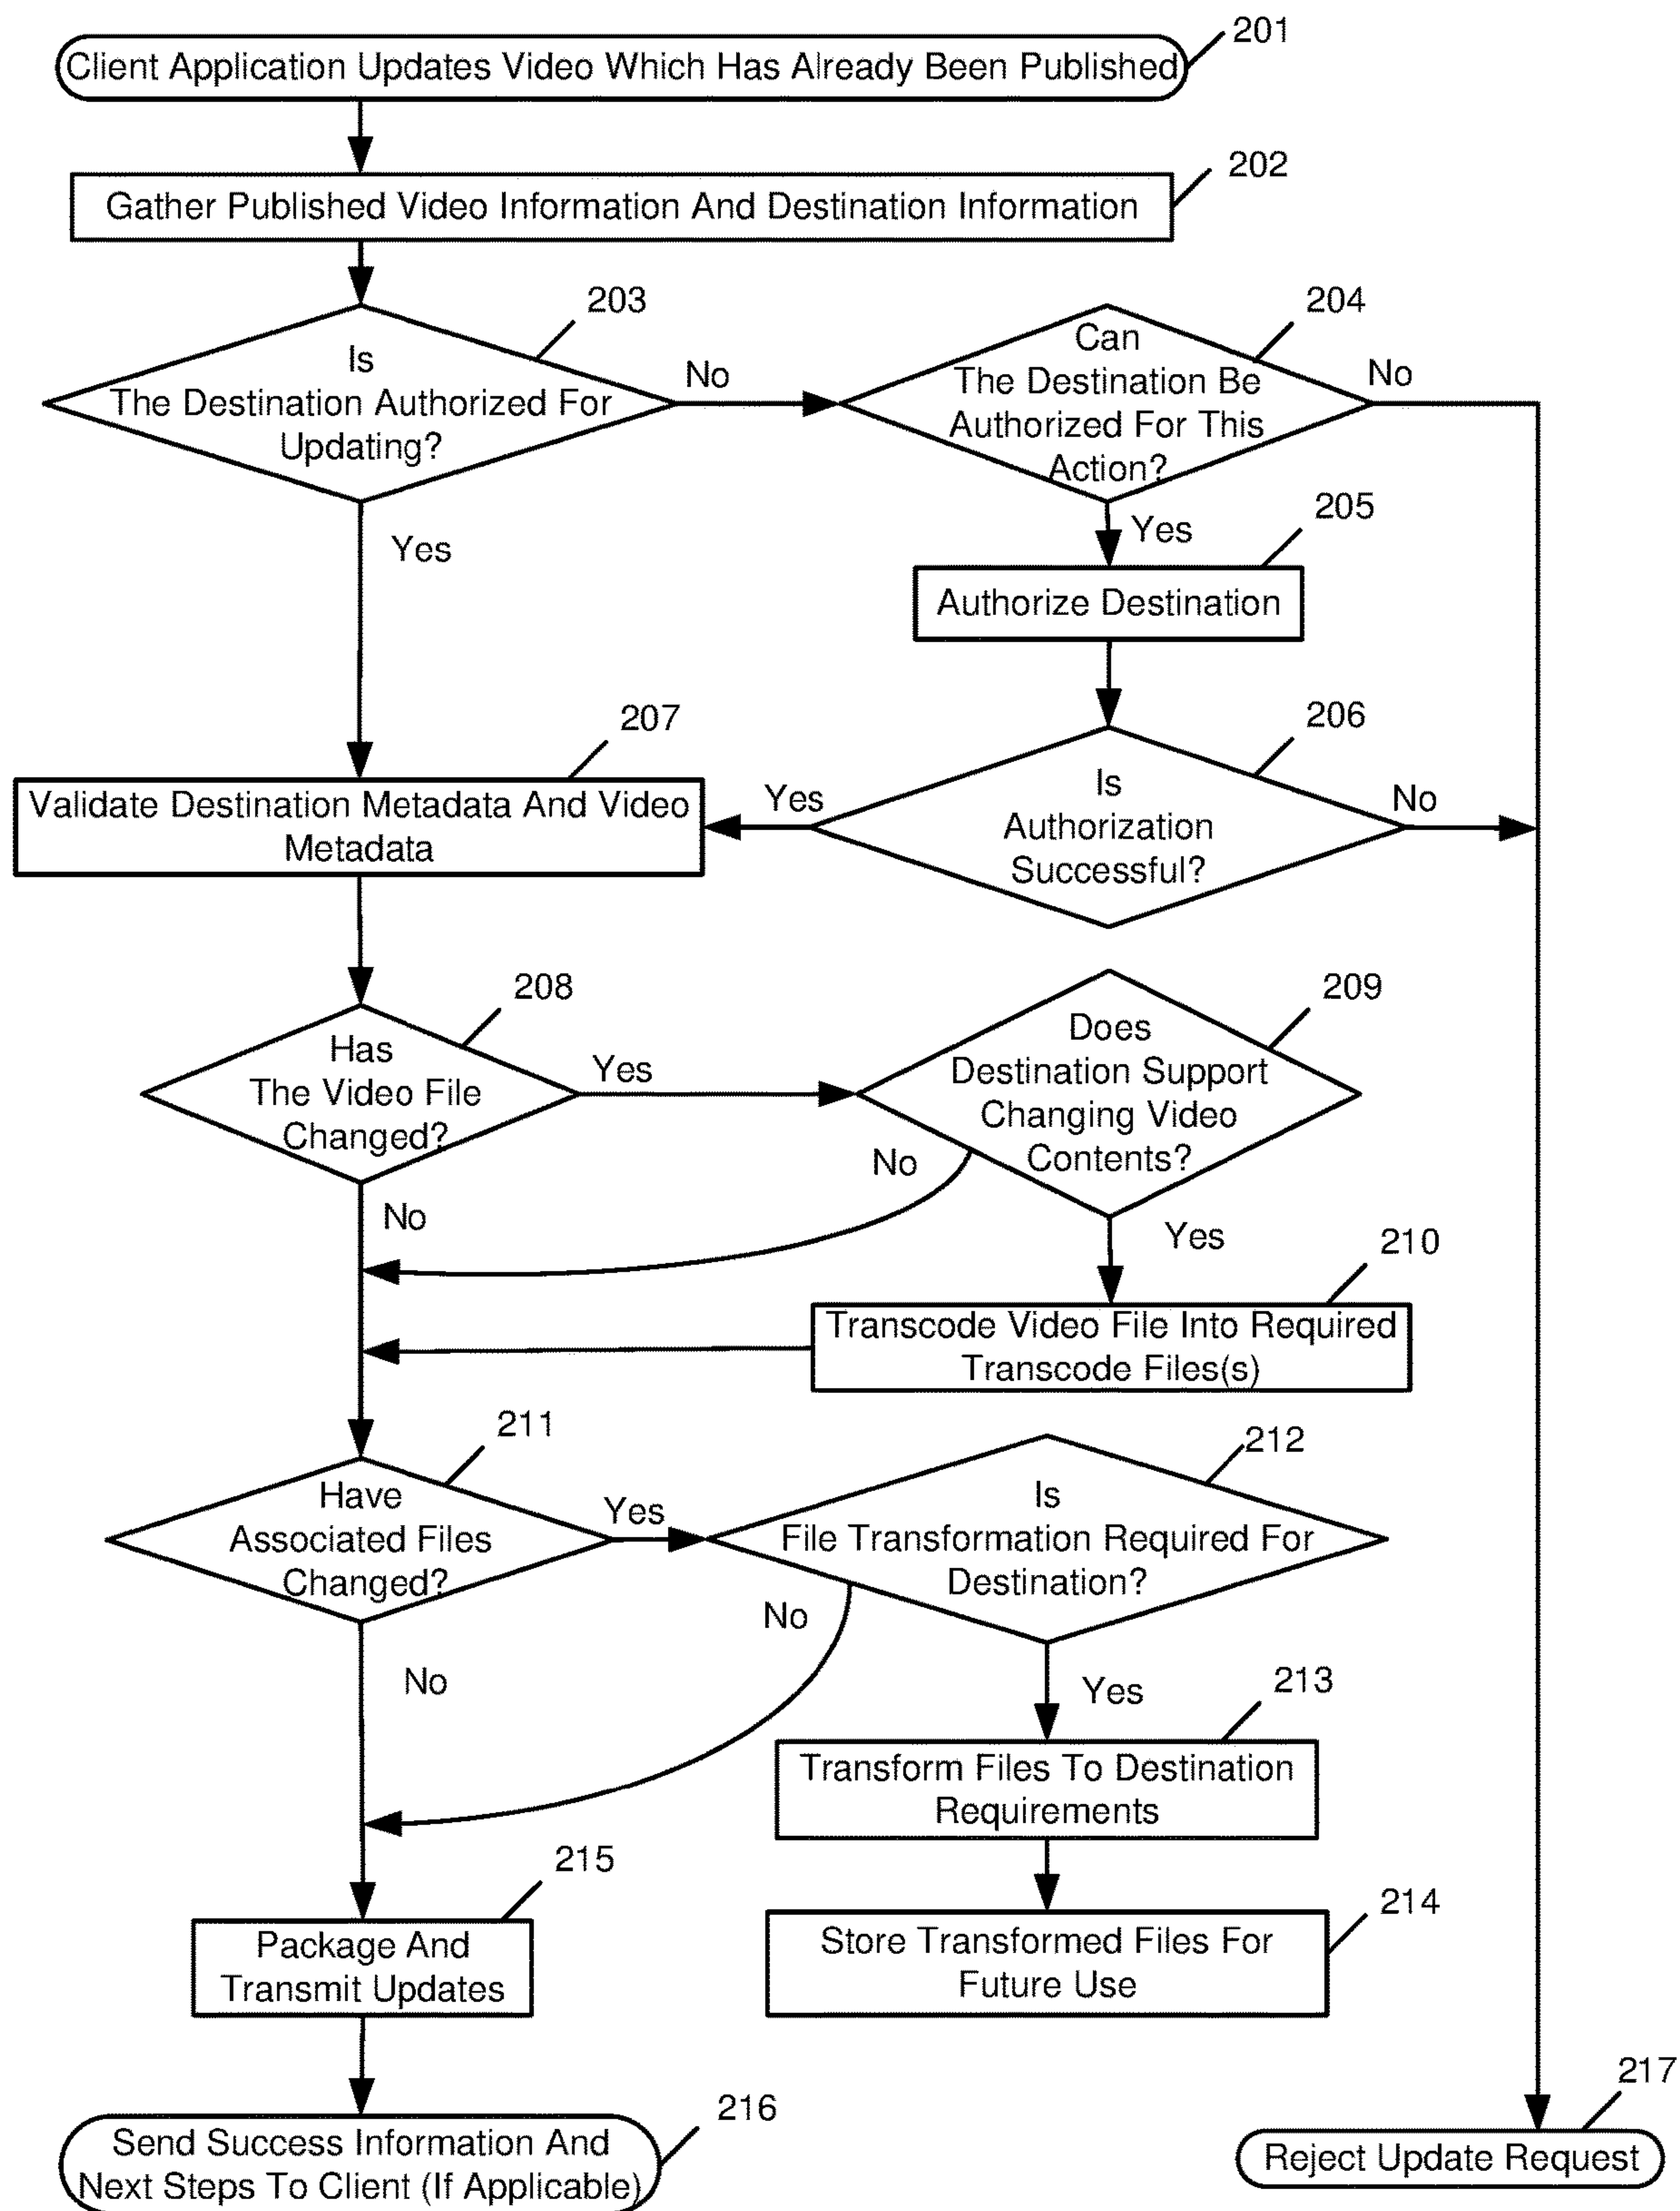 201
Client Application Updates Video Which Has Already Been Published
202
Gather Published Video Information And Destination Information
203
Is
The Destination Authorized For
Updating?
No
204
Can
The Destination Be
Authorized For This
Action?
No
Yes
Yes
205
Authorize Destination
206
Is
Authorization
Successful?
Yes
No
207
Validate Destination Metadata And Video
Metadata
208
Has
The Video File
Changed?
Yes
No
209
Does
Destination Support
Changing Video
Contents?
No
Yes
210
Transcode Video File Into Required
Transcode Files(s)
211
Have
Associated Files
Changed?
Yes
No
212
Is
File Transformation Required For
Destination?
No
Yes
213
Transform Files To Destination
Requirements
214
Store Transformed Files For
Future Use
215
Package And
Transmit Updates
216
Send Success Information And
Next Steps To Client (If Applicable)
217
Reject Update Request